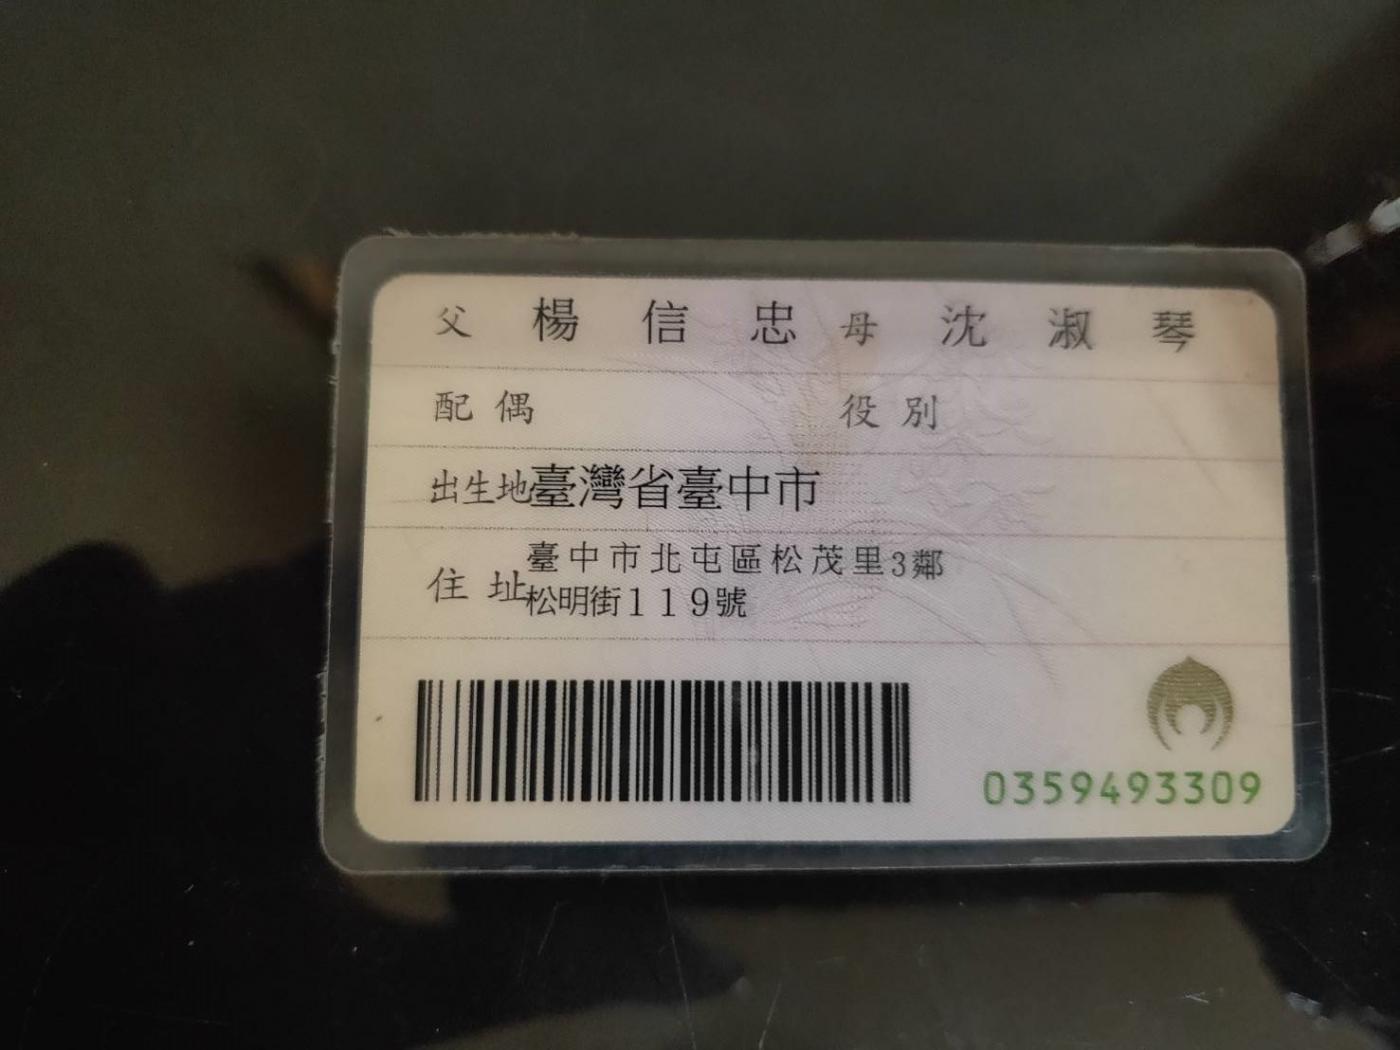 父 楊信忠 母 沈淑琴
配偶 役別
出生地臺灣省臺中市
住址 臺中市北屯區松茂里3鄰
松明街119號
0359493309